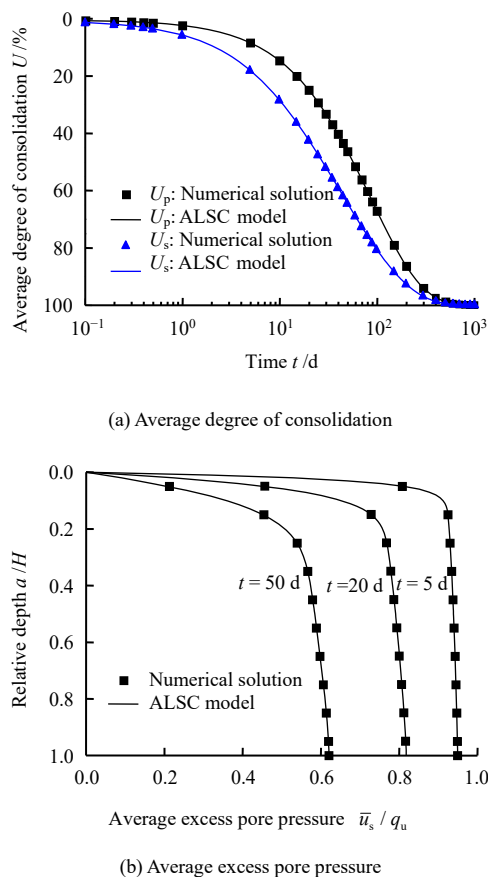 0
20
40
60
80
100
Average degree of consolidation U /%
Up: Numerical solution
Up: ALSC model
Us: Numerical solution
Us: ALSC model
10⁻¹ 10⁰ 10¹ 10² 10³
Time t /d
(a) Average degree of consolidation
0.0
0.2
0.4
0.6
0.8
1.0
Relative depth a /H
t = 50 d t =20 d t = 5 d
Numerical solution
ALSC model
0.0 0.2 0.4 0.6 0.8 1.0
Average excess pore pressure u̅s / qu
(b) Average excess pore pressure